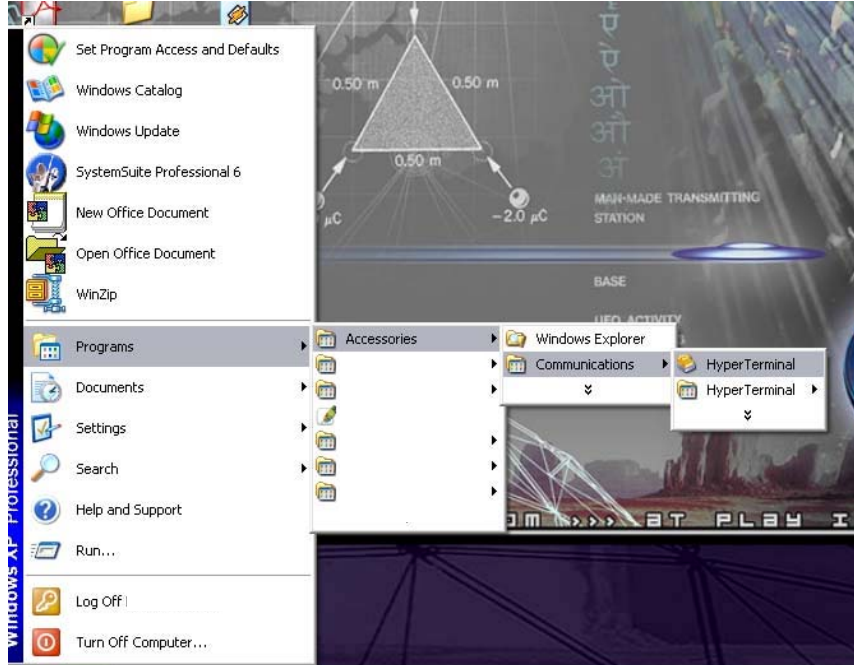 Set Program Access and Defaults
Windows Catalog
Windows Update
SystemSuite Professional 6
New Office Document
Open Office Document
WinZip
Programs
Documents
Settings
Search
Help and Support
Run...
Log Off
Turn Off Computer...
Windows XP Professional
Accessories
Windows Explorer
Communications
HyperTerminal
HyperTerminal
0.50 m
0.50 m
0.50 m
μC
-2.0 μC
ऐ
ओ
औ
अं
MAN-MADE TRANSMITTING
STATION
BASE
UFO ACTIVITY
>>> AT PLAY